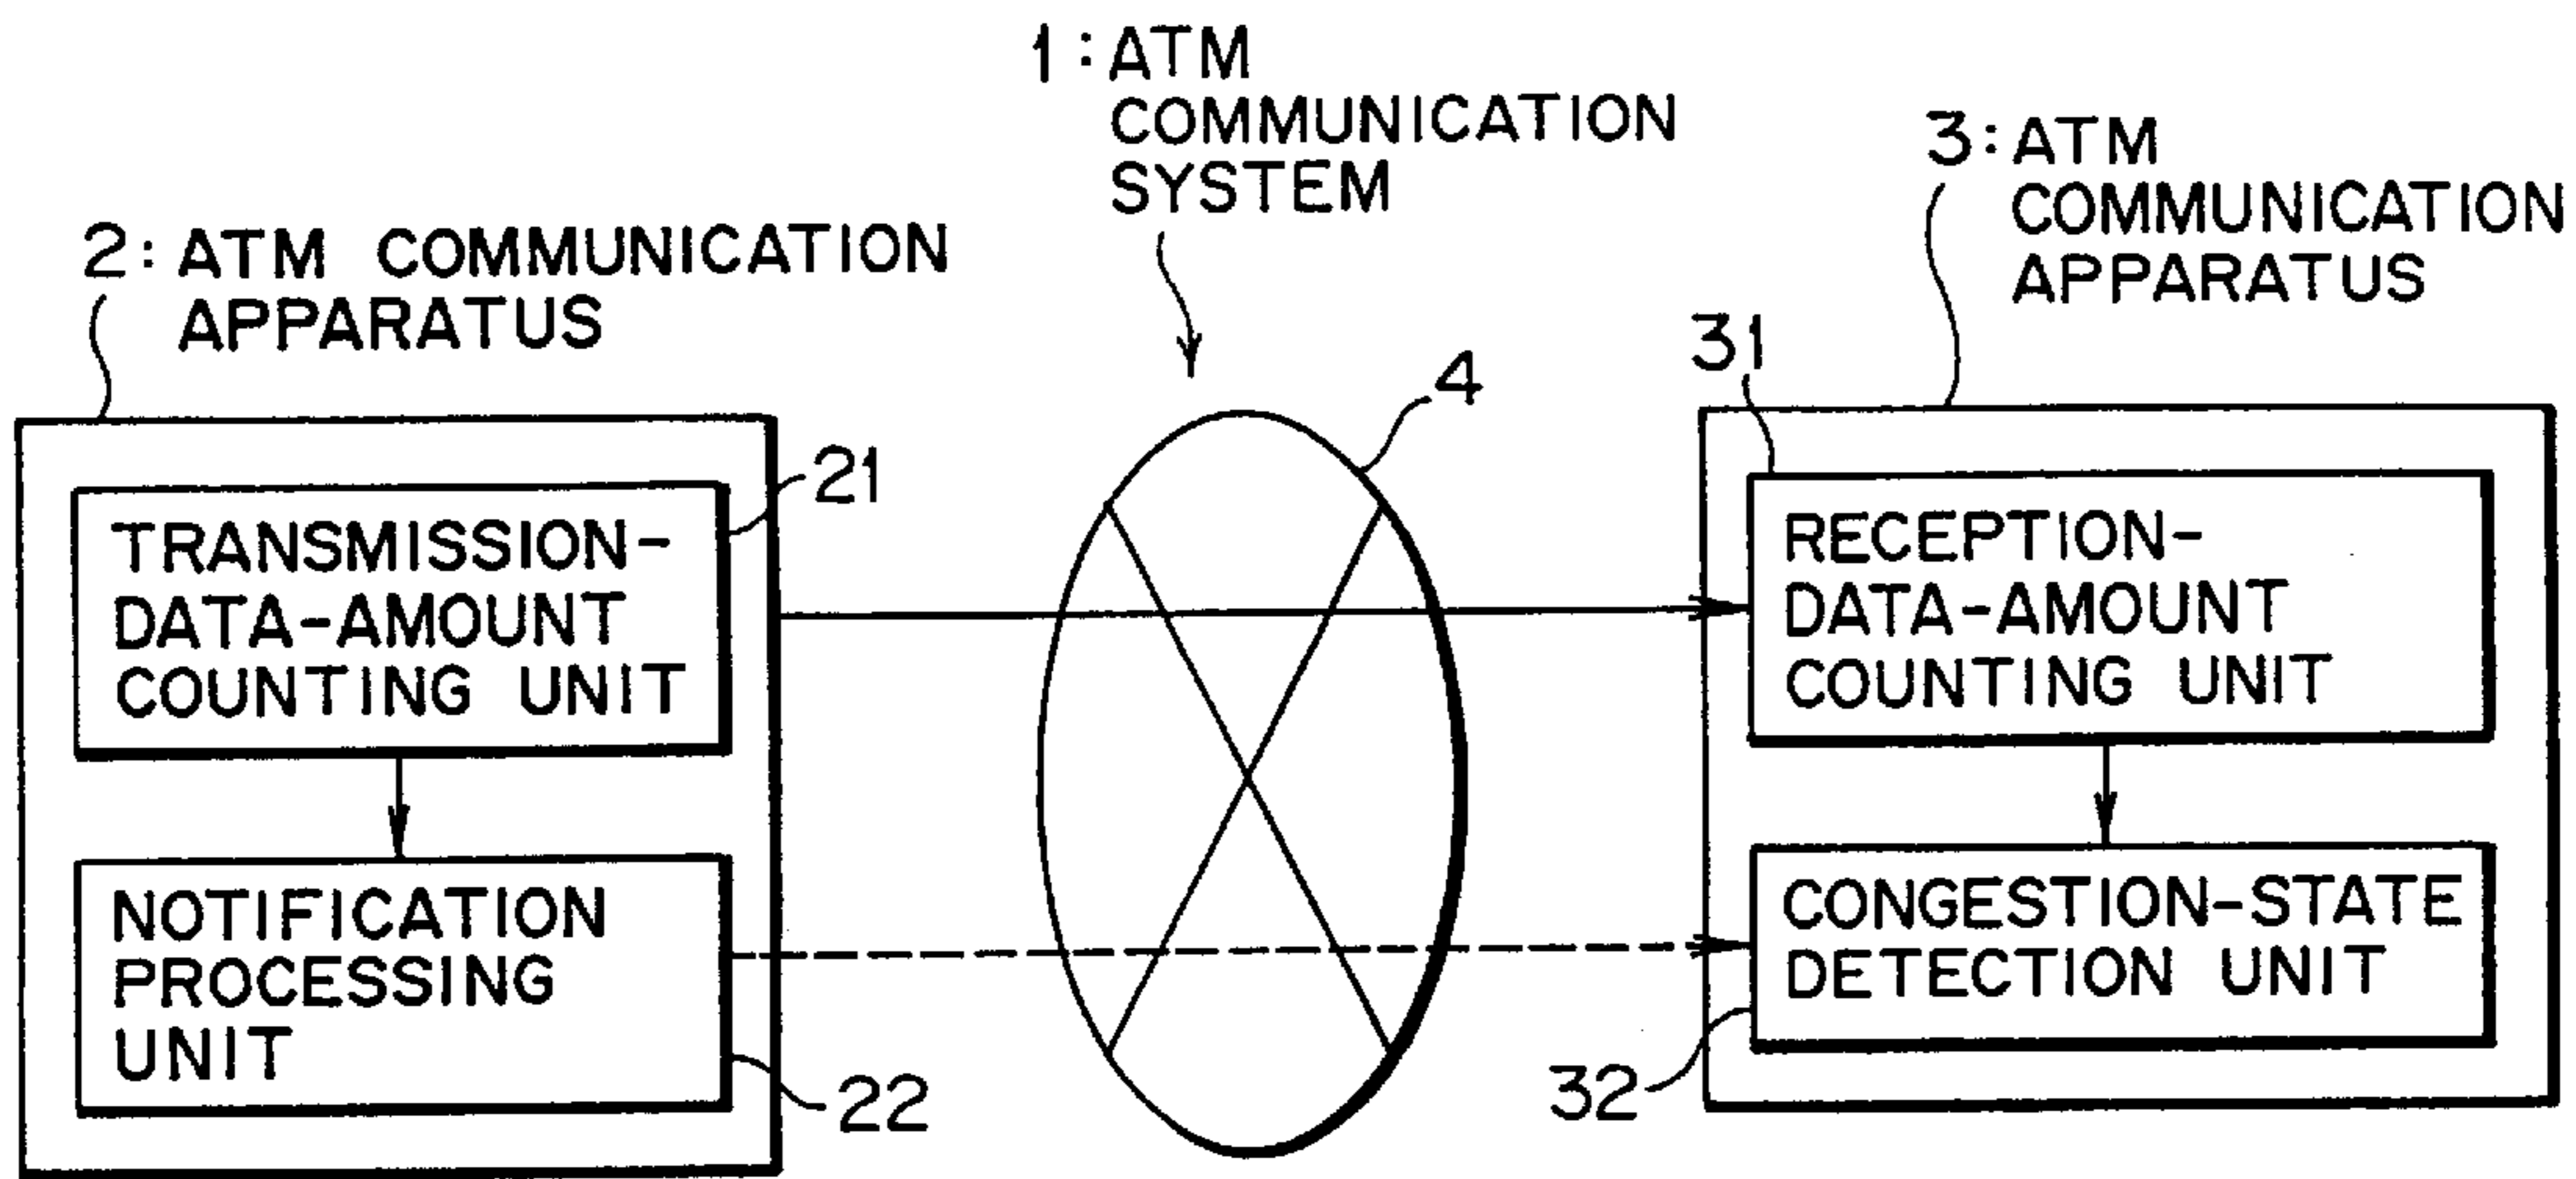 1: ATM
COMMUNICATION
SYSTEM
2: ATM COMMUNICATION
APPARATUS
3: ATM
COMMUNICATION
APPARATUS
4
21
TRANSMISSION-
DATA-AMOUNT
COUNTING UNIT
NOTIFICATION
PROCESSING
UNIT
22
31
RECEPTION-
DATA-AMOUNT
COUNTING UNIT
CONGESTION-STATE
DETECTION UNIT
32